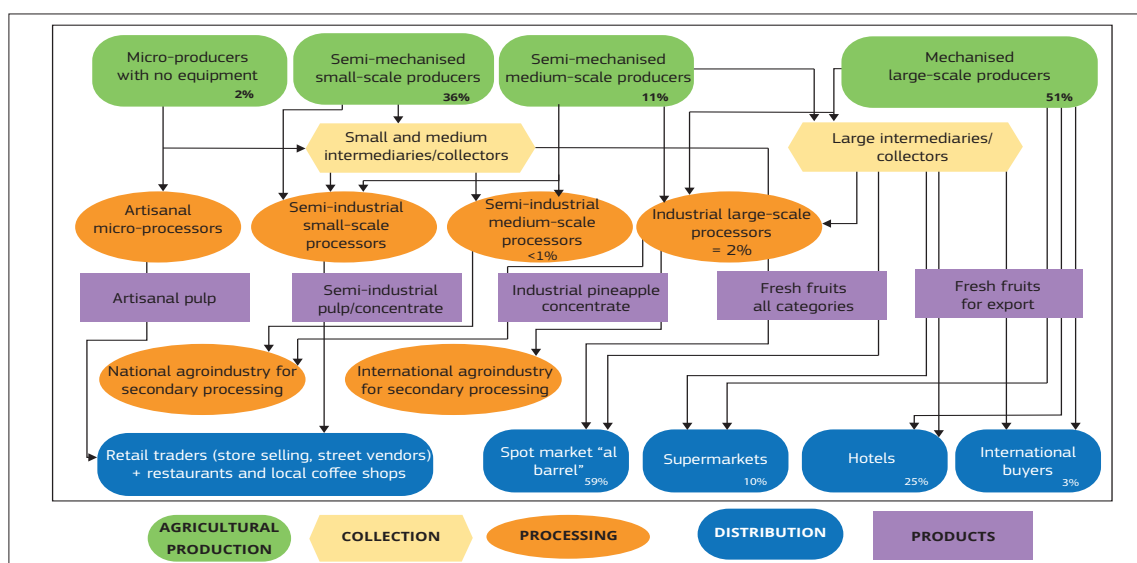 Micro-producers
with no equipment
2%
Semi-mechanised
small-scale producers
36%
Semi-mechanised
medium-scale producers
11%
Mechanised
large-scale producers
51%
Small and medium
intermediaries/collectors
Large intermediaries/
collectors
Artisanal
micro-processors
Semi-industrial
small-scale
processors
Semi-industrial
medium-scale
processors
<1%
Industrial large-scale
processors
= 2%
Artisanal pulp
Semi-industrial
pulp/concentrate
Industrial pineapple
concentrate
Fresh fruits
all categories
Fresh fruits
for export
National agroindustry for
secondary processing
International agroindustry
for secondary processing
Retail traders (store selling, street vendors)
+ restaurants and local coffee shops
Spot market “al
barrel”
59%
Supermarkets
10%
Hotels
25%
International
buyers
3%
AGRICULTURAL
PRODUCTION
COLLECTION
PROCESSING
DISTRIBUTION
PRODUCTS